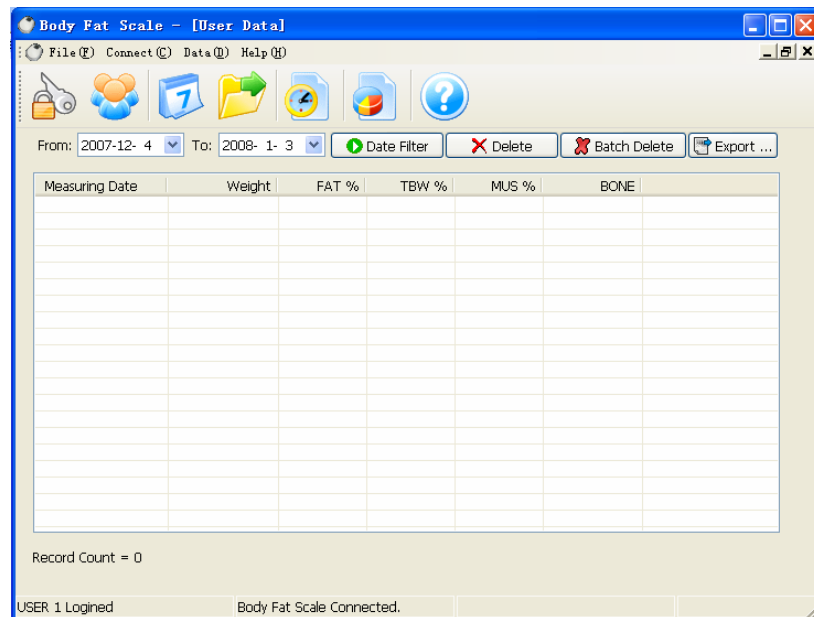 Body Fat Scale - [User Data]
File(F) Connect(C) Data(D) Help(H)
7
?
From: 2007-12- 4 To: 2008- 1- 3 Date Filter Delete Batch Delete Export ...
Measuring Date Weight FAT % TBW % MUS % BONE
Record Count = 0
USER 1 Logined Body Fat Scale Connected.